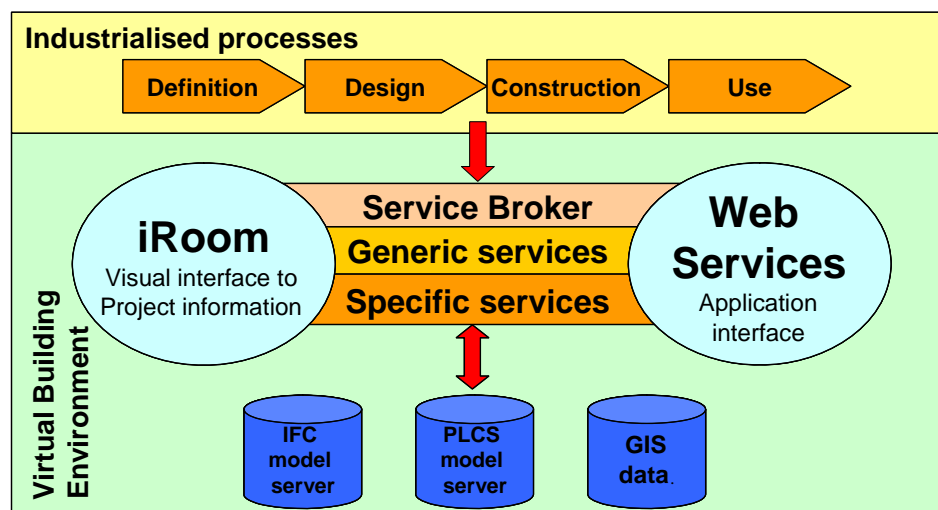 Industrialised processes
Definition
Design
Construction
Use
Service Broker
Generic services
Specific services
iRoom
Visual interface to
Project information
Web
Services
Application
interface
Virtual Building
Environment
IFC
model
server
PLCS
model
server
GIS
data.